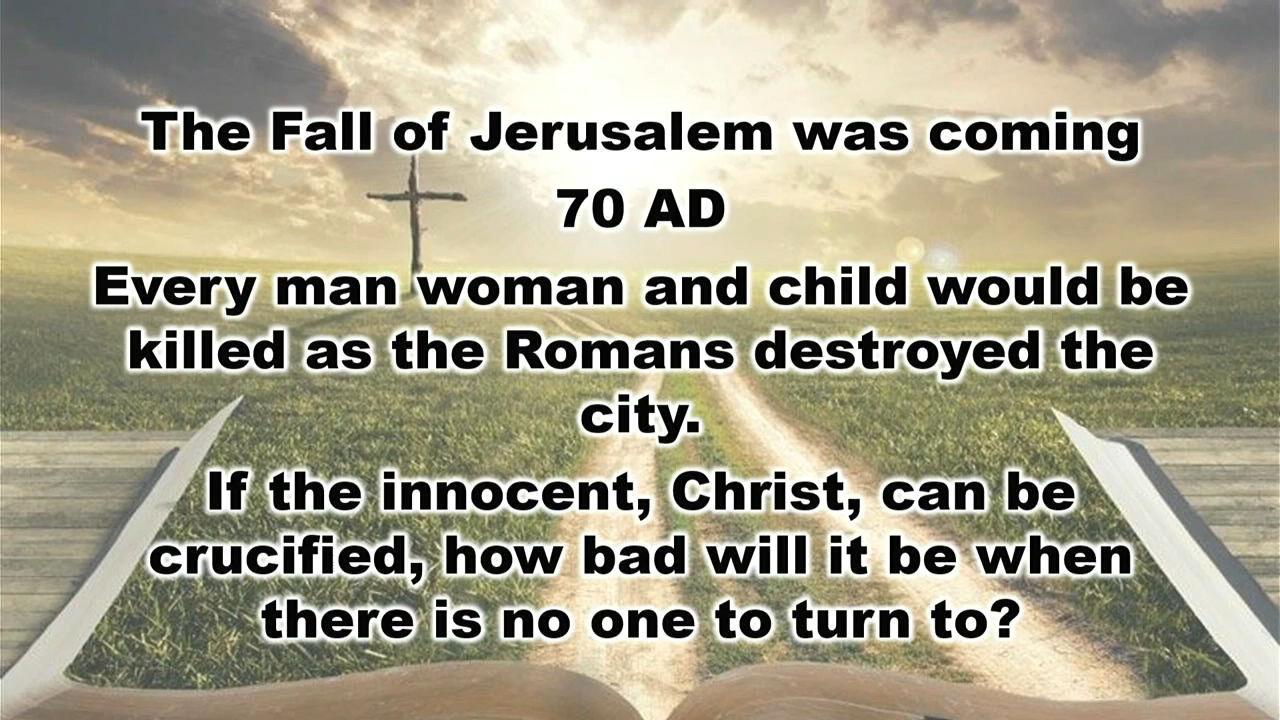 The Fall of Jerusalem was coming
70 AD
Every man woman and child would be
killed as the Romans destroyed the
city.
If the innocent, Christ, can be
crucified, how bad will it be when
there is no one to turn to?